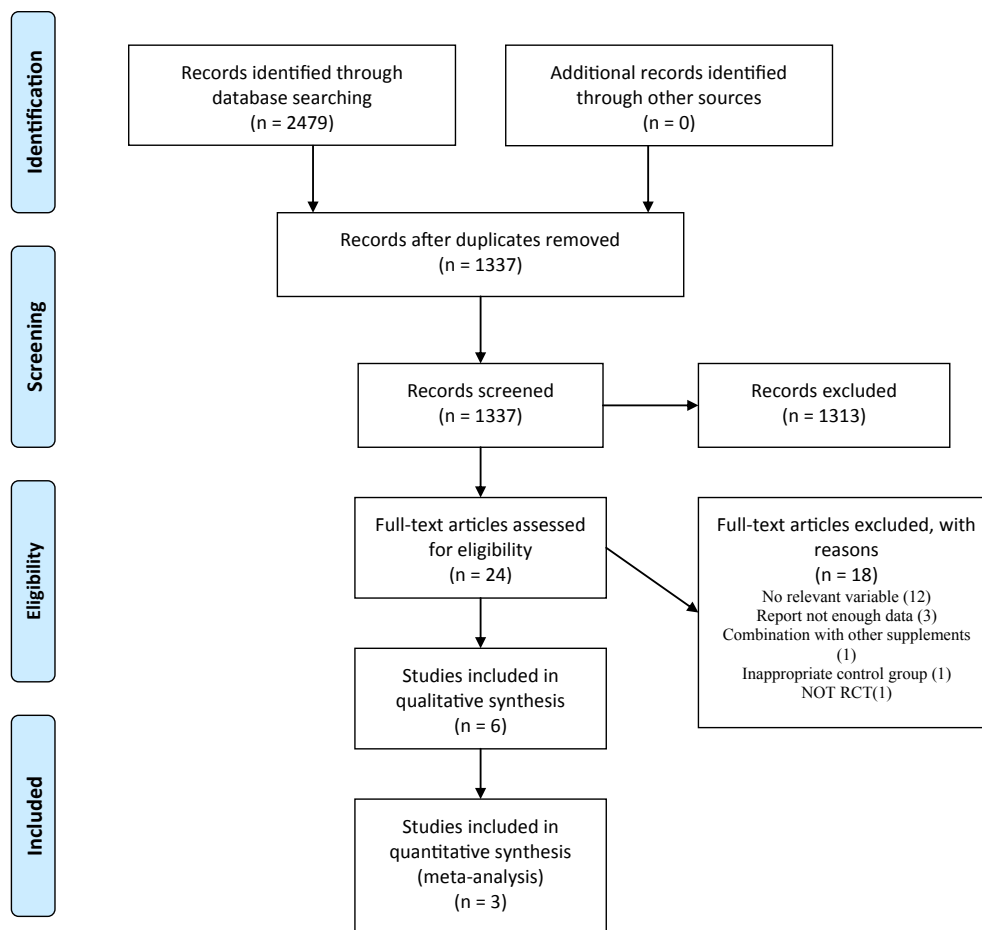 Identification
Records identified through
database searching
(n = 2479)
Additional records identified
through other sources
(n = 0)
Records after duplicates removed
(n = 1337)
Screening
Records screened
(n = 1337)
Records excluded
(n = 1313)
Eligibility
Full-text articles assessed
for eligibility
(n = 24)
Full-text articles excluded, with
reasons
(n = 18)
No relevant variable (12)
Report not enough data (3)
Combination with other supplements
(1)
Inappropriate control group (1)
NOT RCT(1)
Studies included in
qualitative synthesis
(n = 6)
Included
Studies included in
quantitative synthesis
(meta-analysis)
(n = 3)